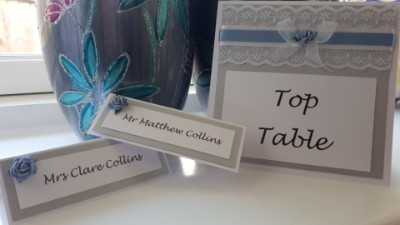 Top
Table
Mr Matthew Collins
Mrs Clare Collins